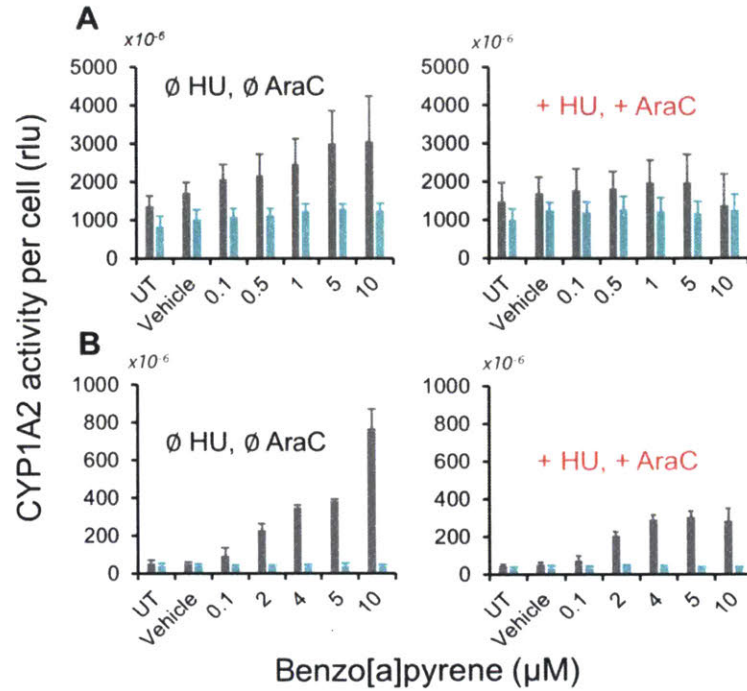 A
x10⁻⁶
5000
4000
3000
2000
1000
0
Ø HU, Ø AraC
UT
Vehicle
0.1
0.5
1
5
10
x10⁻⁶
5000
4000
3000
2000
1000
0
+ HU, + AraC
UT
Vehicle
0.1
0.5
1
5
10
CYP1A2 activity per cell (rlu)
B
x10⁻⁶
1000
800
600
400
200
0
Ø HU, Ø AraC
UT
Vehicle
0.1
2
4
5
10
x10⁻⁶
1000
800
600
400
200
0
+ HU, + AraC
UT
Vehicle
0.1
2
4
5
10
Benzo[a]pyrene (µM)